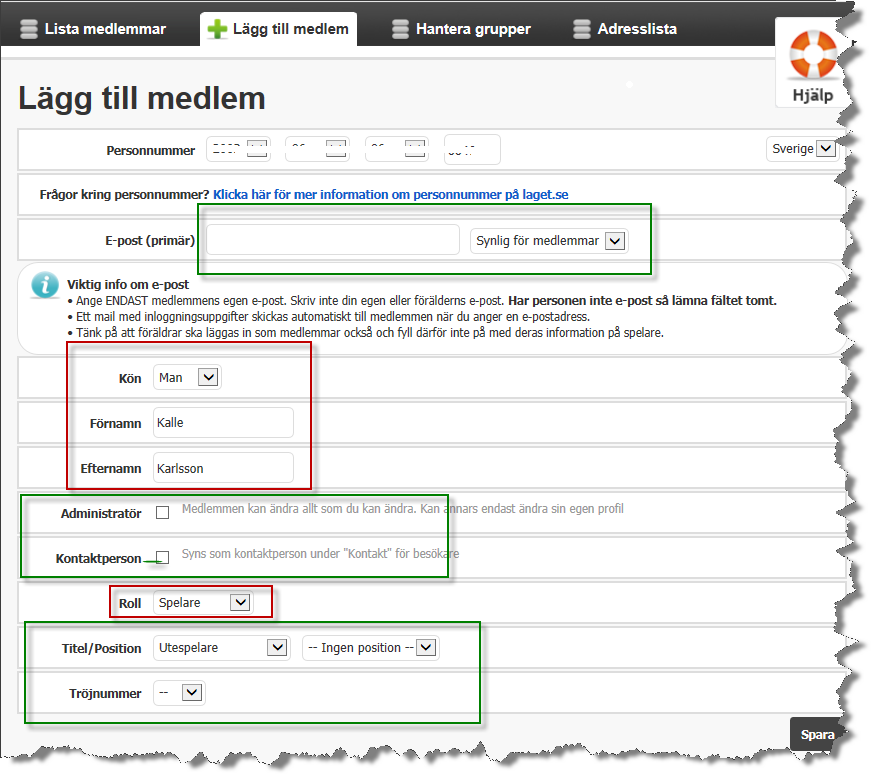 Lista medlemmar
Lägg till medlem
Hantera grupper
Adresslista
Hjälp
Lägg till medlem
Personnummer
Sverige
Frågor kring personnummer? Klicka här för mer information om personnummer på laget.se
E-post (primär)
Synlig för medlemmar
Viktig info om e-post
• Ange ENDAST medlemmens egen e-post. Skriv inte din egen eller förälderns e-post. Har personen inte e-post så lämna fältet tomt.
• Ett mail med inloggningsuppgifter skickas automatiskt till medlemmen när du anger en e-postadress.
• Tänk på att föräldrar ska läggas in som medlemmar också och fyll därför inte på med deras information på spelare.
Kön Man
Förnamn Kalle
Efternamn Karlsson
Administratör Medlemmen kan ändra allt som du kan ändra. Kan annars endast ändra sin egen profil
Kontaktperson Syns som kontaktperson under "Kontakt" för besökare
Roll Spelare
Titel/Position Utespelare -- Ingen position --
Tröjnummer --
Spara